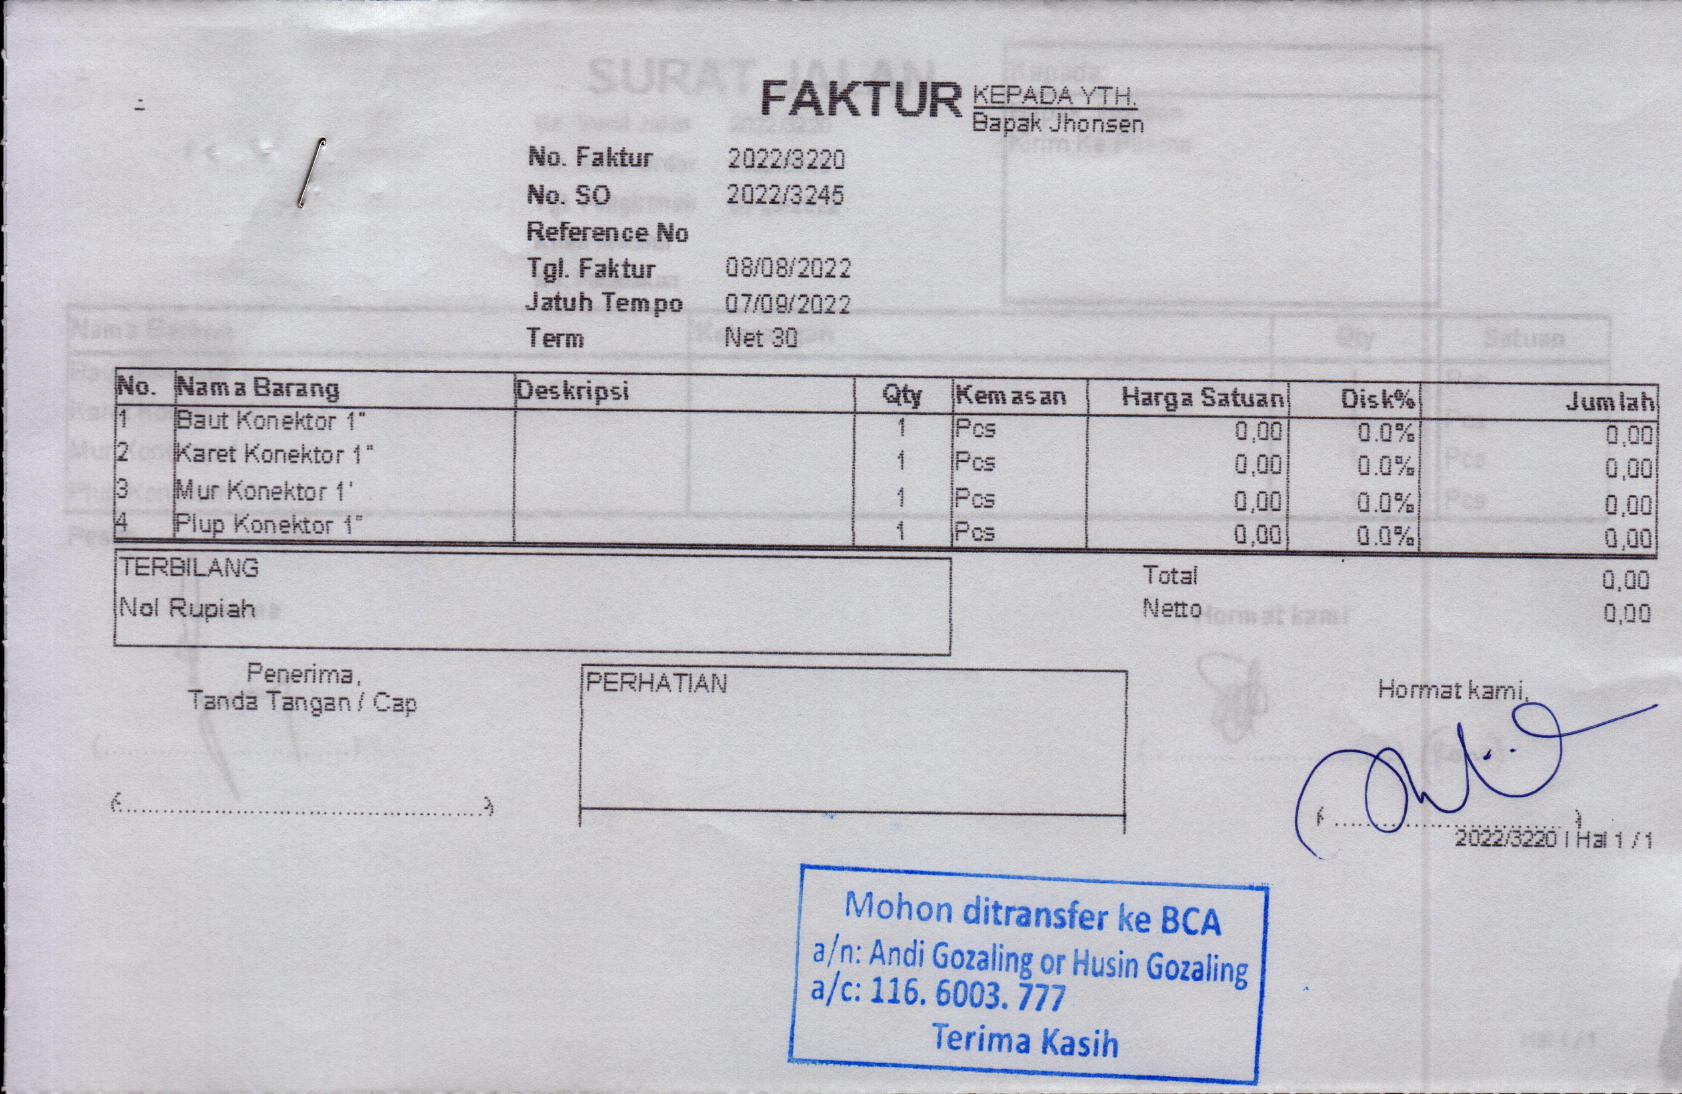 FAKTUR
KEPADA YTH.
Bapak Jhonsen
No. Faktur 2022/3220
No. SO 2022/3245
Reference No
Tgl. Faktur 08/08/2022
Jatuh Tempo 07/09/2022
Term Net 30
No. Nama Barang Deskripsi Qty Kemasan Harga Satuan Disk% Jumlah
1 Baut Konektor 1" 1 Pcs 0,00 0.0% 0,00
2 Karet Konektor 1" 1 Pcs 0,00 0.0% 0,00
3 Mur Konektor 1' 1 Pcs 0,00 0.0% 0,00
4 Plup Konektor 1" 1 Pcs 0,00 0.0% 0,00
TERBILANG
Nol Rupiah
Total 0,00
Netto 0,00
Penerima,
Tanda Tangan / Cap
PERHATIAN
Hormat kami,
2022/3220 | Hal 1 / 1
Mohon ditransfer ke BCA
a/n: Andi Gozaling or Husin Gozaling
a/c: 116. 6003. 777
Terima Kasih